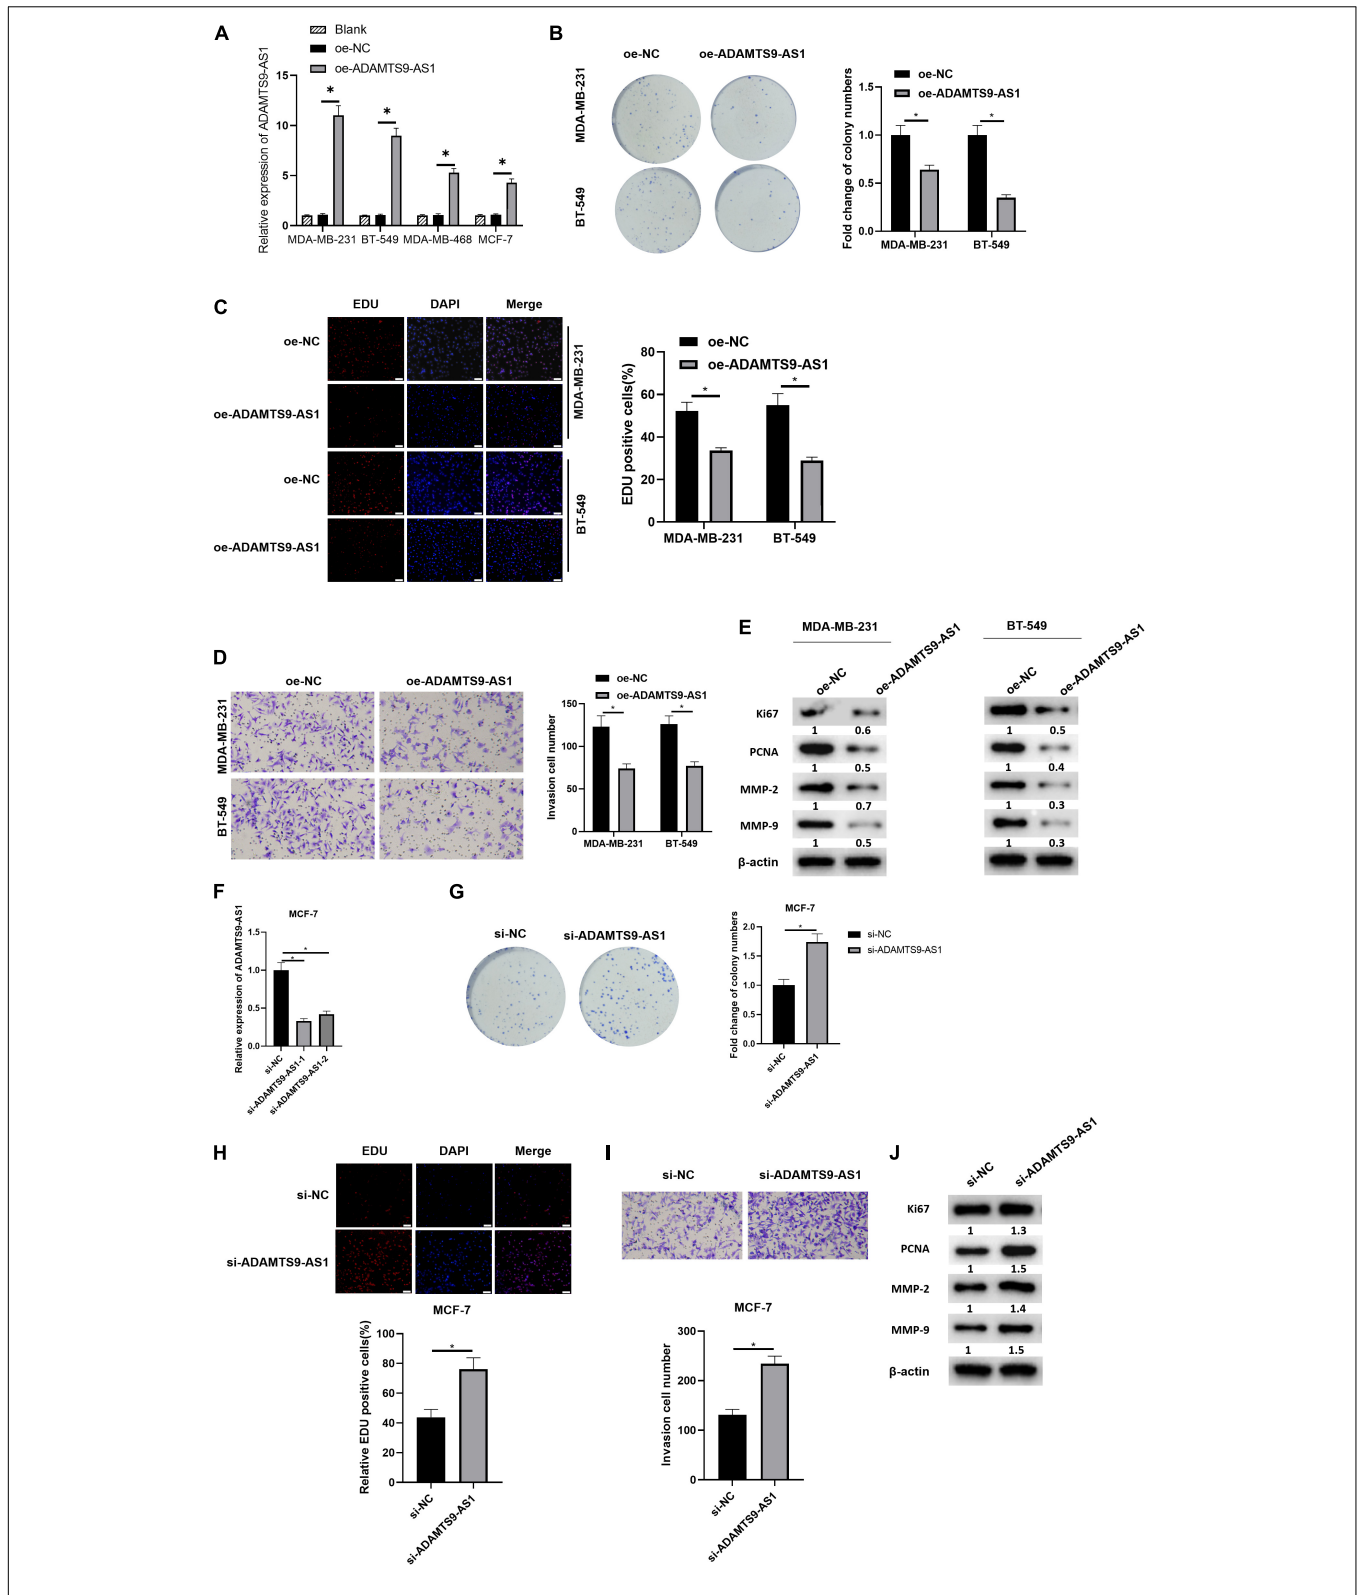 A
Blank
oe-NC
oe-ADAMTS9-AS1
Relative expression of ADAMTS9-AS1
15
10
5
0
* * * *
MDA-MB-231 BT-549 MDA-MB-468 MCF-7
B
oe-NC oe-ADAMTS9-AS1
MDA-MB-231
BT-549
oe-NC
oe-ADAMTS9-AS1
Fold change of colony numbers
1.5
1.0
0.5
0.0
* *
MDA-MB-231 BT-549
C
EDU DAPI Merge
oe-NC
oe-ADAMTS9-AS1
MDA-MB-231
oe-NC
oe-ADAMTS9-AS1
BT-549
oe-NC
oe-ADAMTS9-AS1
EDU positive cells(%)
80
60
40
20
0
* *
MDA-MB-231 BT-549
D
oe-NC oe-ADAMTS9-AS1
MDA-MB-231
BT-549
oe-NC
oe-ADAMTS9-AS1
Invasion cell number
150
100
50
0
* *
MDA-MB-231 BT-549
E
MDA-MB-231 BT-549
oe-NC oe-ADAMTS9-AS1 oe-NC oe-ADAMTS9-AS1
Ki67
1 0.6 1 0.5
PCNA
1 0.5 1 0.4
MMP-2
1 0.7 1 0.3
MMP-9
1 0.5 1 0.3
β-actin
F
MCF-7
Relative expression of ADAMTS9-AS1
1.5
1.0
0.5
0.0
* *
si-NC
si-ADAMTS9-AS1-1
si-ADAMTS9-AS1-2
G
si-NC si-ADAMTS9-AS1
MCF-7
Fold change of colony numbers
2.0
1.5
1.0
0.5
0.0
*
si-NC
si-ADAMTS9-AS1
si-NC
si-ADAMTS9-AS1
H
EDU DAPI Merge
si-NC
si-ADAMTS9-AS1
MCF-7
Relative EDU positive cells(%)
100
80
60
40
20
0
*
si-NC
si-ADAMTS9-AS1
I
si-NC si-ADAMTS9-AS1
MCF-7
Invasion cell number
300
200
100
0
*
si-NC
si-ADAMTS9-AS1
J
si-NC si-ADAMTS9-AS1
Ki67
1 1.3
PCNA
1 1.5
MMP-2
1 1.4
MMP-9
1 1.5
β-actin